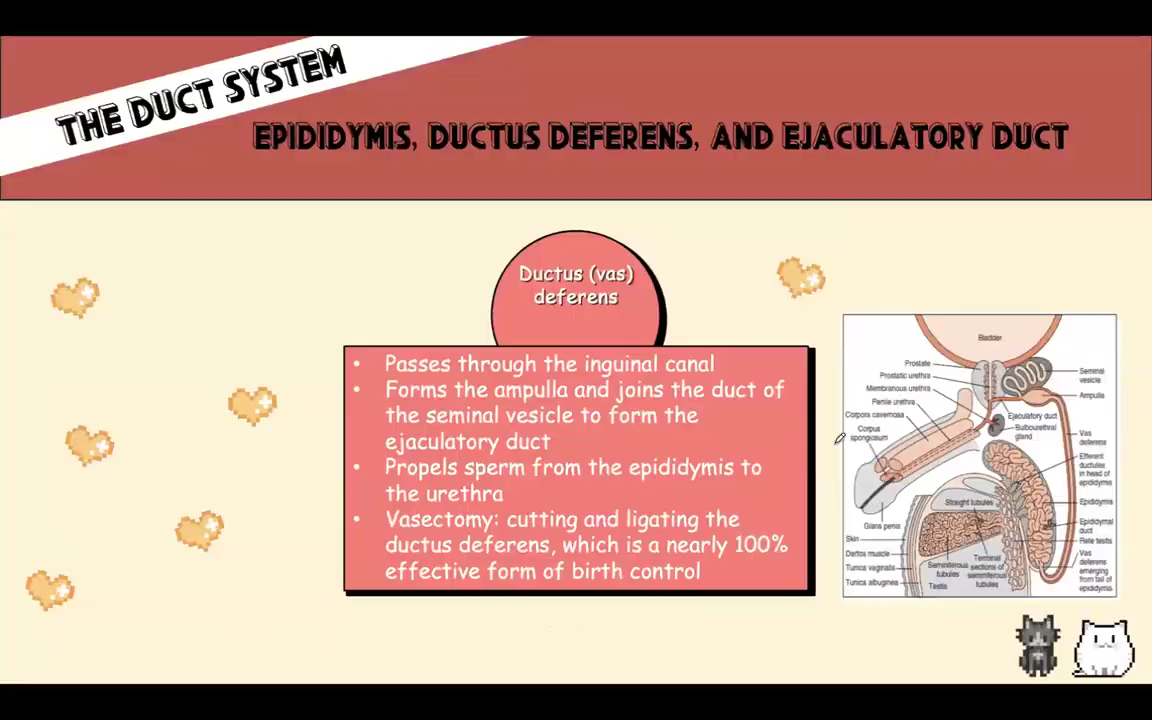 THE DUCT SYSTEM
EPIDIDYMIS, DUCTUS DEFERENS, AND EJACULATORY DUCT
Ductus (vas)
deferens
• Passes through the inguinal canal
• Forms the ampulla and joins the duct of
the seminal vesicle to form the
ejaculatory duct
• Propels sperm from the epididymis to
the urethra
• Vasectomy: cutting and ligating the
ductus deferens, which is a nearly 100%
effective form of birth control
Bladder
Prostate
Prostatic urethra
Membranous urethra
Penile urethra
Corpora cavernosa
Corpus
spongiosum
Glans penis
Skin
Dartos muscle
Tunica vaginalis
Tunica albuginea
Straight tubules
Seminiferous
tubules
Testis
Terminal
sections of
seminiferous
tubules
Seminal
vesicle
Ampulla
Ejaculatory duct
Bulbourethral
gland
Vas
deferens
Efferent
ductules
in head of
epididymis
Epididymis
Epididymal
duct
Rete testis
Vas
deferens
emerging
from tail of
epididymis